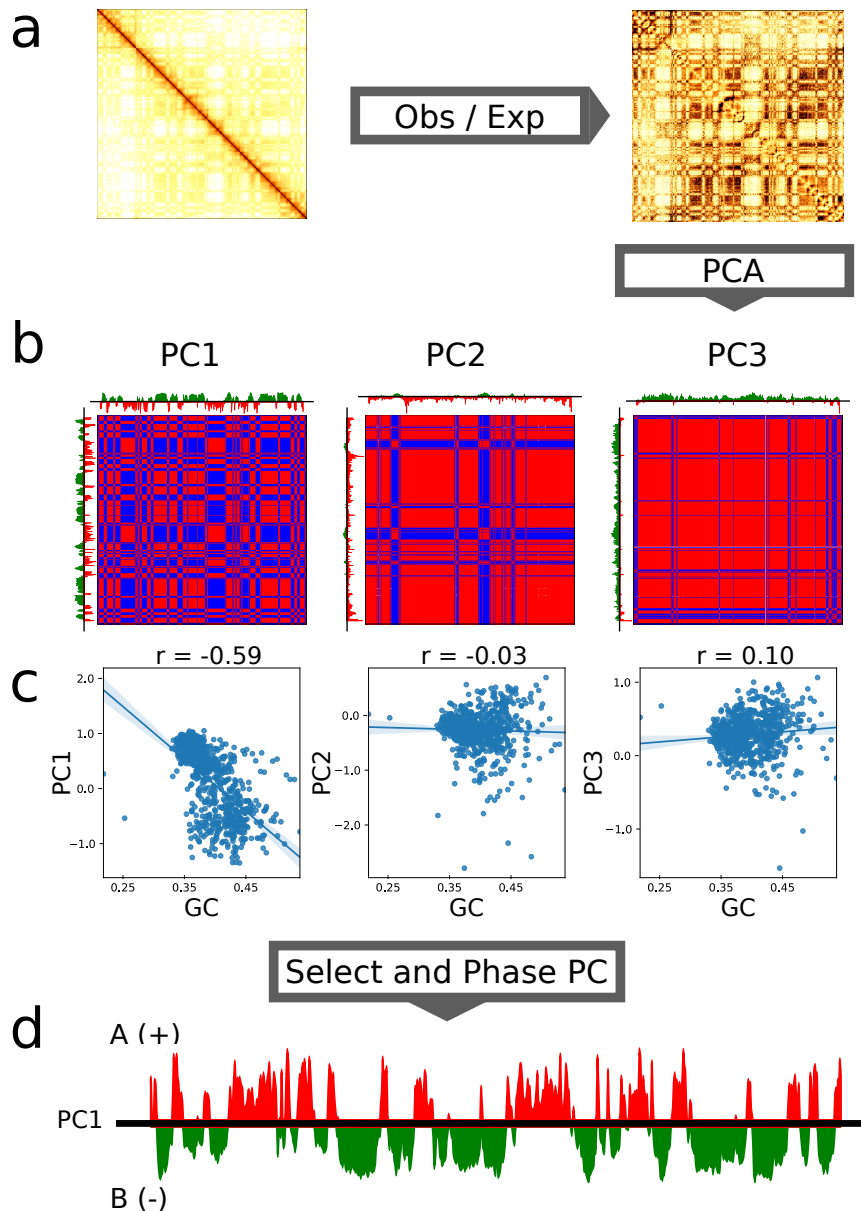 a
Obs / Exp
PCA
b
PC1 PC2 PC3
c
r = -0.59 r = -0.03 r = 0.10
2.0
1.0
0.0
−1.0
PC1
0.25 0.35 0.45
GC
0.0
−1.0
−2.0
PC2
0.25 0.35 0.45
GC
1.0
0.0
−1.0
PC3
0.25 0.35 0.45
GC
Select and Phase PC
d
A (+)
PC1
B (-)